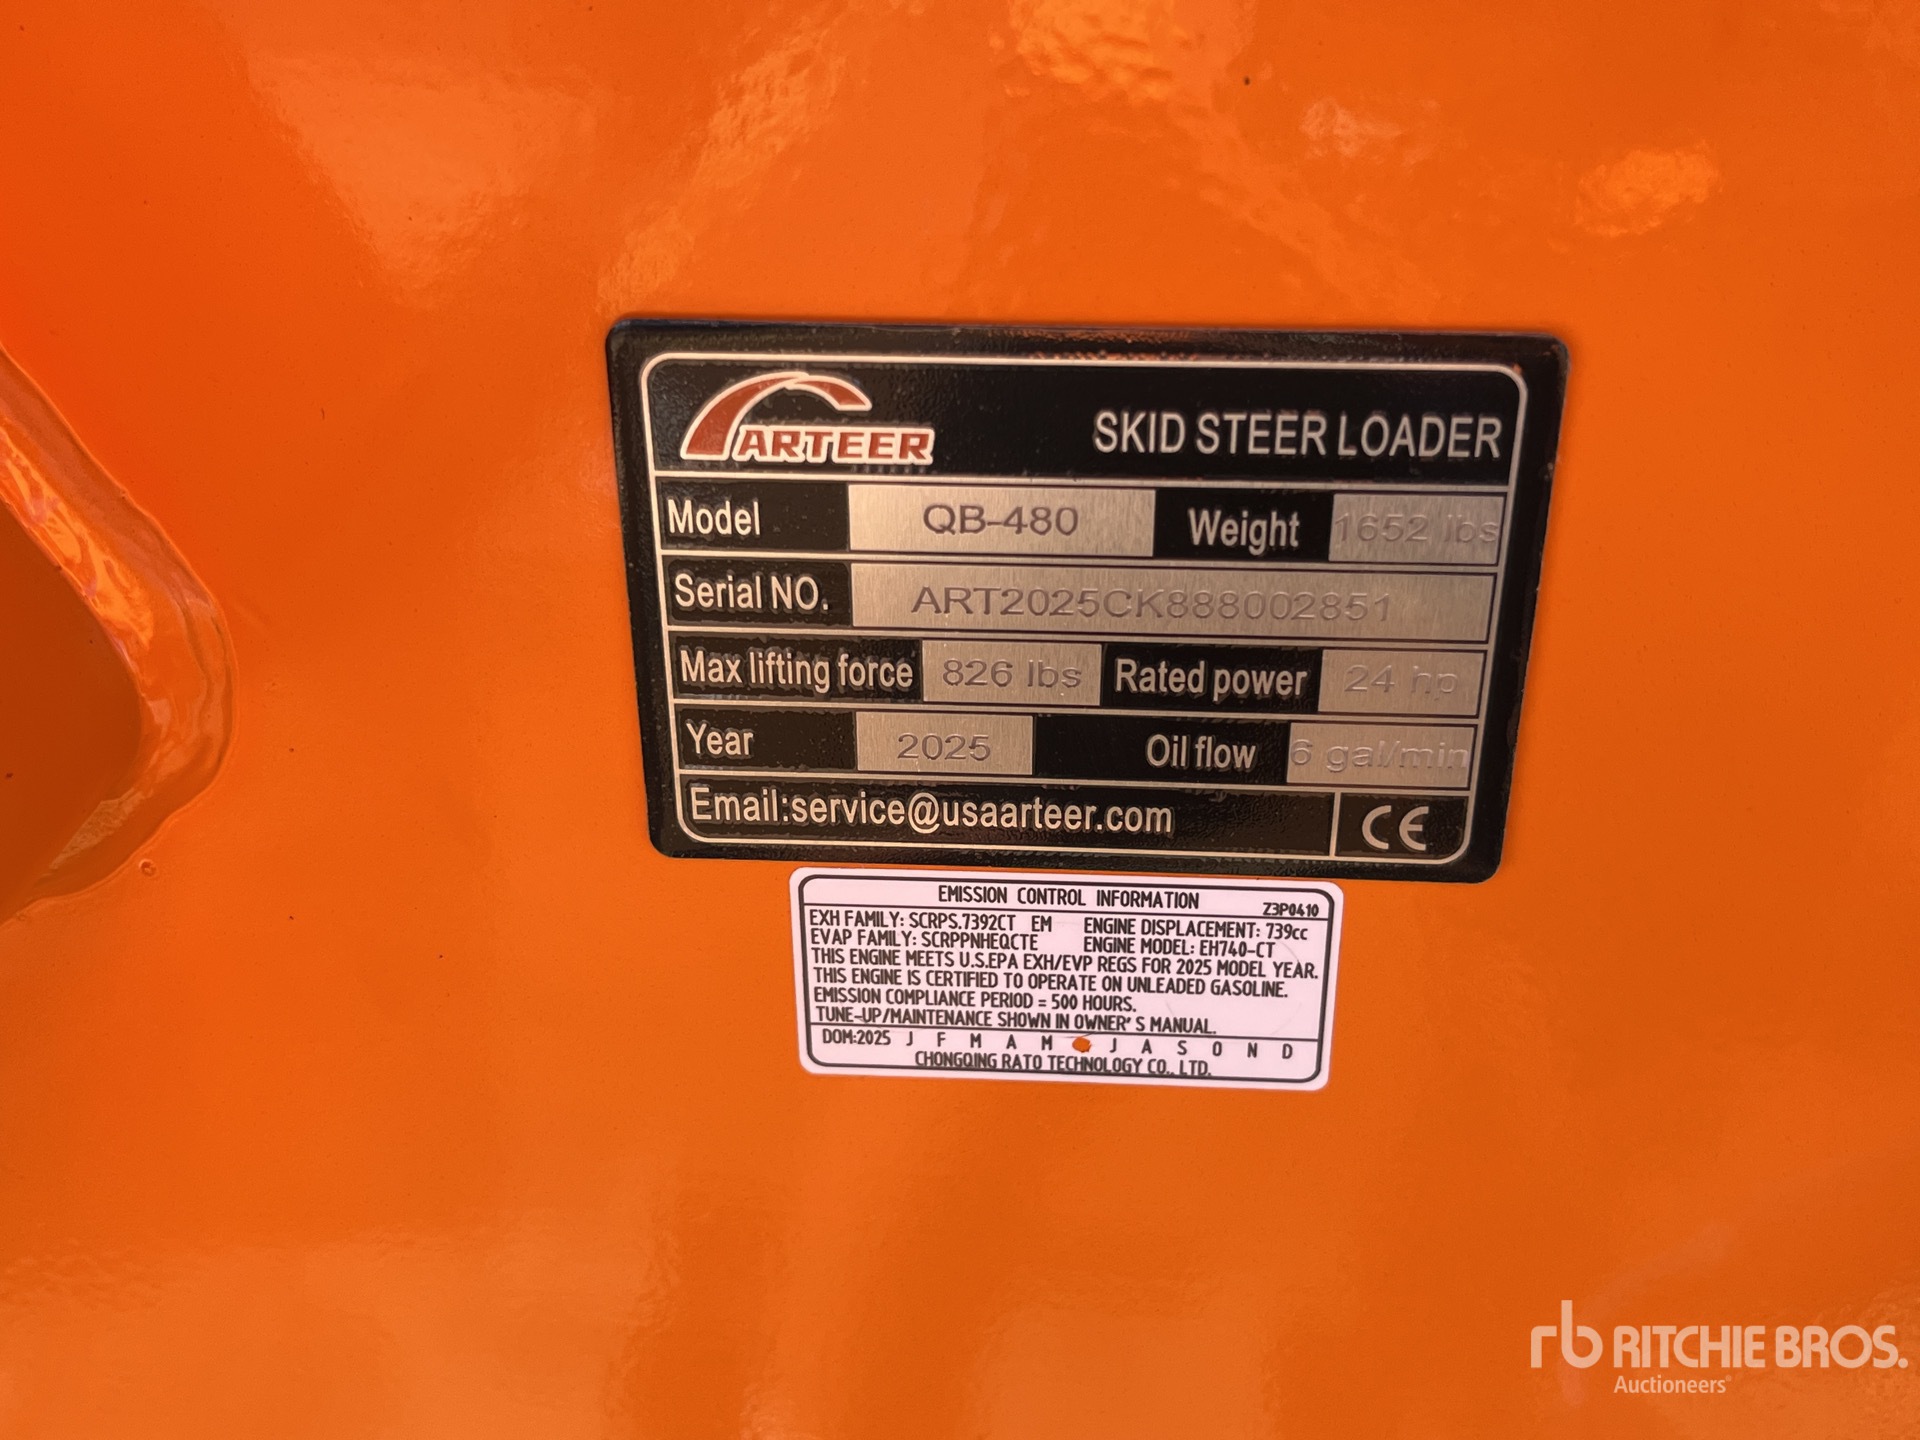 ARTEER SKID STEER LOADER
Model QB-480 Weight 1652 lbs
Serial NO. ART2025CK888002851
Max lifting force 826 lbs Rated power 24 hp
Year 2025 Oil flow 6 gal/min
Email:service@usaarteer.com CE
EMISSION CONTROL INFORMATION Z3P0410
EXH FAMILY: SCRPS.7392CT EM ENGINE DISPLACEMENT: 739cc
EVAP FAMILY: SCRPPNHEQCTE ENGINE MODEL: EH740-CT
THIS ENGINE MEETS U.S.EPA EXH/EVP REGS FOR 2025 MODEL YEAR.
THIS ENGINE IS CERTIFIED TO OPERATE ON UNLEADED GASOLINE.
EMISSION COMPLIANCE PERIOD = 500 HOURS.
TUNE-UP/MAINTENANCE SHOWN IN OWNER'S MANUAL.
DOM:2025 J F M A M J A S O N D
CHONGQING RATO TECHNOLOGY CO., LTD.
rb RITCHIE BROS.
Auctioneers